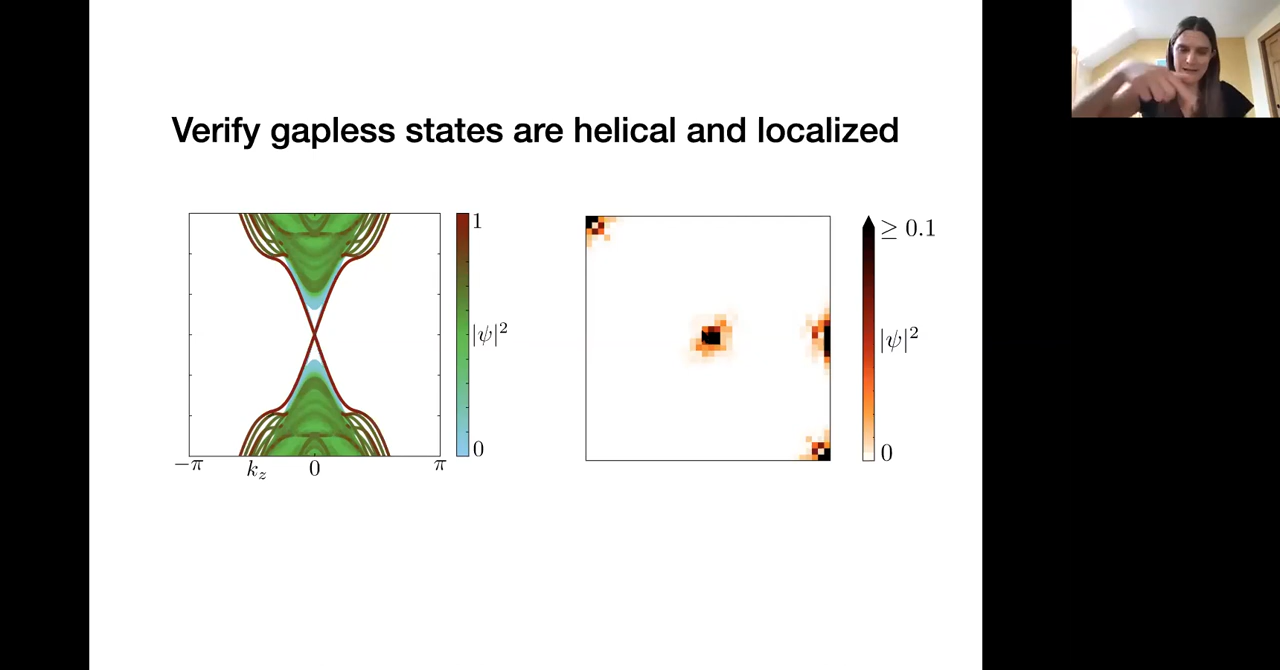 Verify gapless states are helical and localized
1
|ψ|²
0
−π
k_z
0
π
≥ 0.1
|ψ|²
0